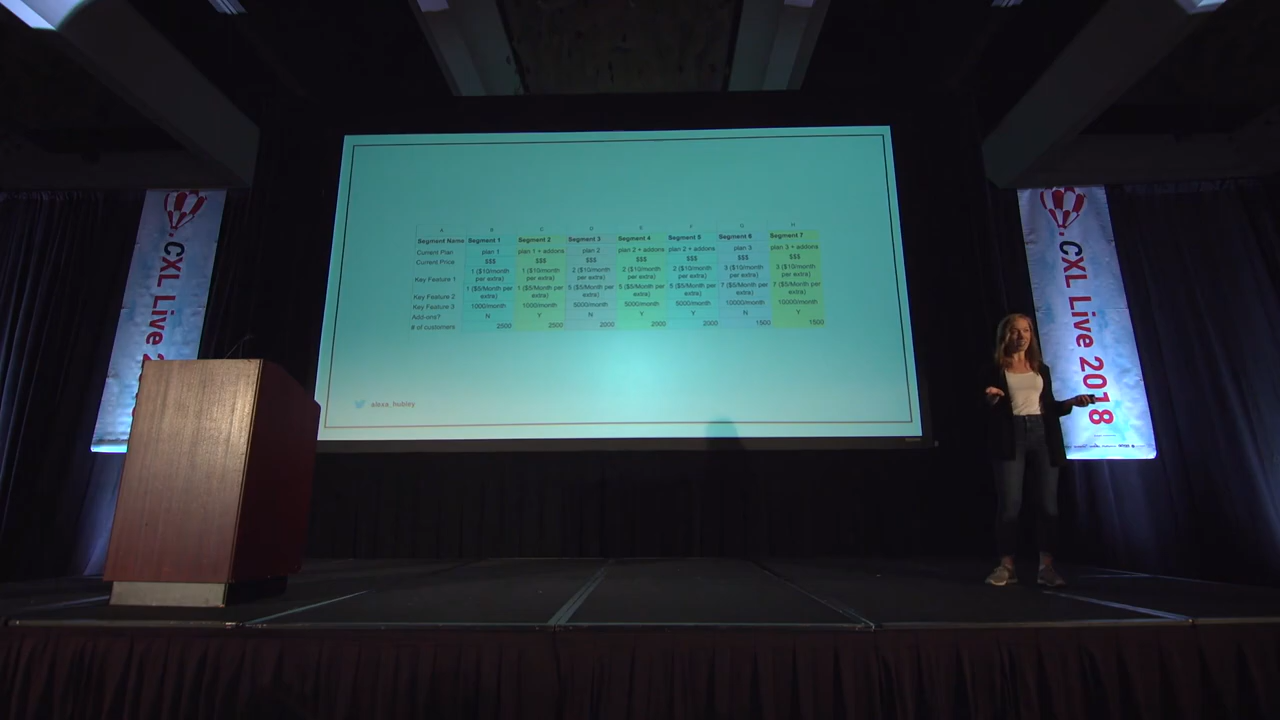 A B C D E F G H
Segment Name Segment 1 Segment 2 Segment 3 Segment 4 Segment 5 Segment 6 Segment 7
Current Plan plan 1 plan 1 + addons plan 2 plan 2 + addons plan 2 + addons plan 3 plan 3 + addons
Current Price $$$ $$$ $$$ $$$ $$$ $$$ $$$
Key Feature 1 1 ($10/month per extra) 1 ($10/month per extra) 2 ($10/month per extra) 2 ($10/month per extra) 2 ($10/month per extra) 3 ($10/month per extra) 3 ($10/month per extra)
Key Feature 2 1 ($5/Month per extra) 1 ($5/Month per extra) 5 ($5/Month per extra) 5 ($5/Month per extra) 5 ($5/Month per extra) 7 ($5/Month per extra) 7 ($5/Month per extra)
Key Feature 3 1000/month 1000/month 5000/month 5000/month 5000/month 10000/month 10000/month
Add-ons? N Y N Y Y N Y
# of customers 2500 2500 2000 2000 2000 1500 1500
alexa_hubley
CXL Live 2
CXL Live 2018